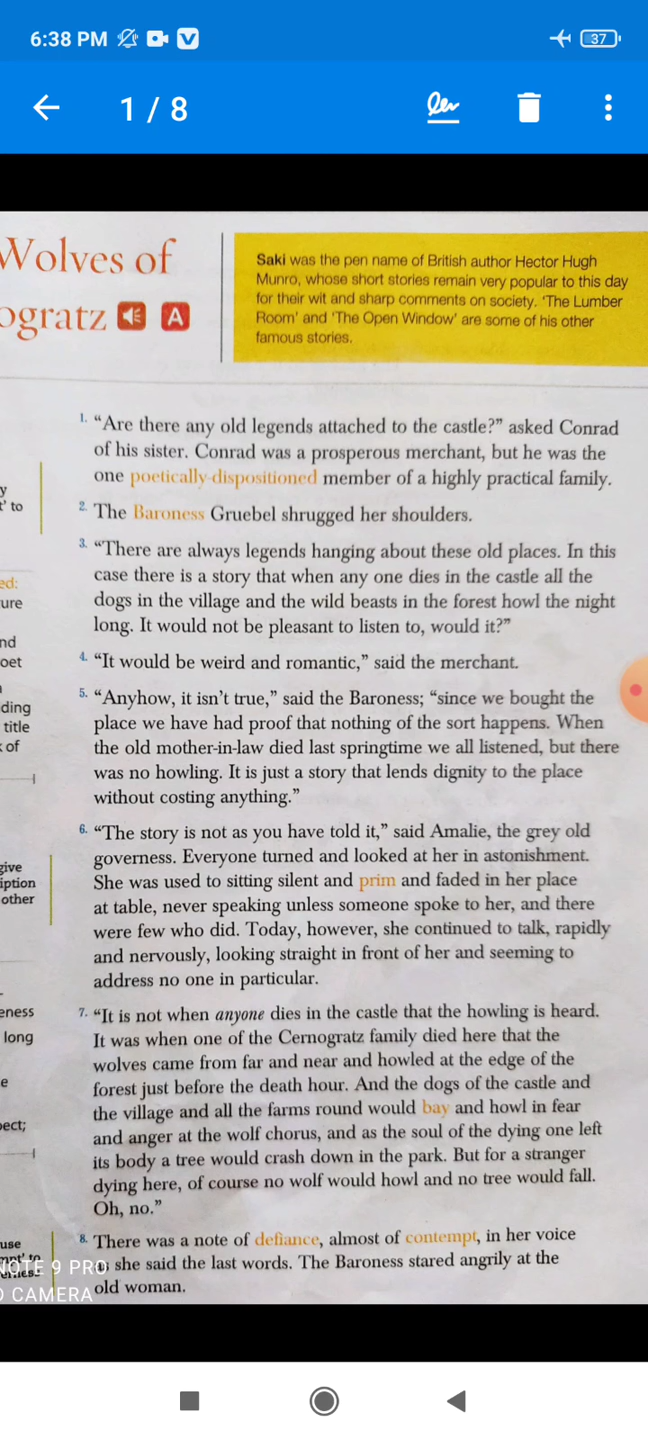 6:38 PM
37
1 / 8
Wolves of
ogratz A
Saki was the pen name of British author Hector Hugh
Munro, whose short stories remain very popular to this day
for their wit and sharp comments on society. ‘The Lumber
Room’ and ‘The Open Window’ are some of his other
famous stories.
1. “Are there any old legends attached to the castle?” asked Conrad
of his sister. Conrad was a prosperous merchant, but he was the
one poetically-dispositioned member of a highly practical family.
2. The Baroness Gruebel shrugged her shoulders.
3. “There are always legends hanging about these old places. In this
case there is a story that when any one dies in the castle all the
dogs in the village and the wild beasts in the forest howl the night
long. It would not be pleasant to listen to, would it?”
4. “It would be weird and romantic,” said the merchant.
5. “Anyhow, it isn’t true,” said the Baroness; “since we bought the
place we have had proof that nothing of the sort happens. When
the old mother-in-law died last springtime we all listened, but there
was no howling. It is just a story that lends dignity to the place
without costing anything.”
6. “The story is not as you have told it,” said Amalie, the grey old
governess. Everyone turned and looked at her in astonishment.
She was used to sitting silent and prim and faded in her place
at table, never speaking unless someone spoke to her, and there
were few who did. Today, however, she continued to talk, rapidly
and nervously, looking straight in front of her and seeming to
address no one in particular.
7. “It is not when anyone dies in the castle that the howling is heard.
It was when one of the Cernogratz family died here that the
wolves came from far and near and howled at the edge of the
forest just before the death hour. And the dogs of the castle and
the village and all the farms round would bay and howl in fear
and anger at the wolf chorus, and as the soul of the dying one left
its body a tree would crash down in the park. But for a stranger
dying here, of course no wolf would howl and no tree would fall.
Oh, no.”
8. There was a note of defiance, almost of contempt, in her voice
she said the last words. The Baroness stared angrily at the
old woman.
y
t’ to
ed:
ure
nd
oet
ding
title
of
give
iption
other
eness
long
e
pect;
use
NOTE 9 PRO
CAMERA